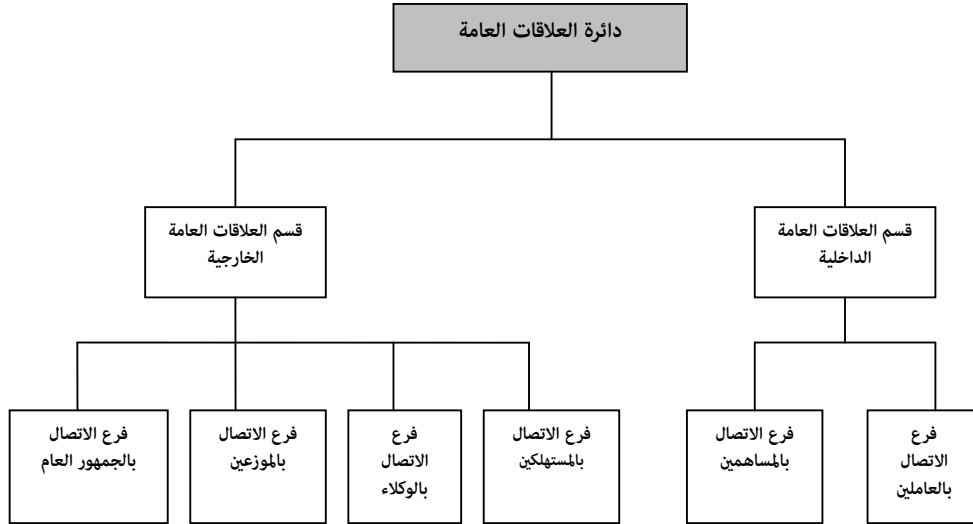 دائرة العلاقات العامة
قسم العلاقات العامة
الداخلية
قسم العلاقات العامة
الخارجية
فرع
الاتصال
بالعاملين
فرع الاتصال
بالمساهمين
فرع الاتصال
بالمستهلكين
فرع
الاتصال
بالوكلاء
فرع الاتصال
بالموزعين
فرع الاتصال
بالجمهور العام